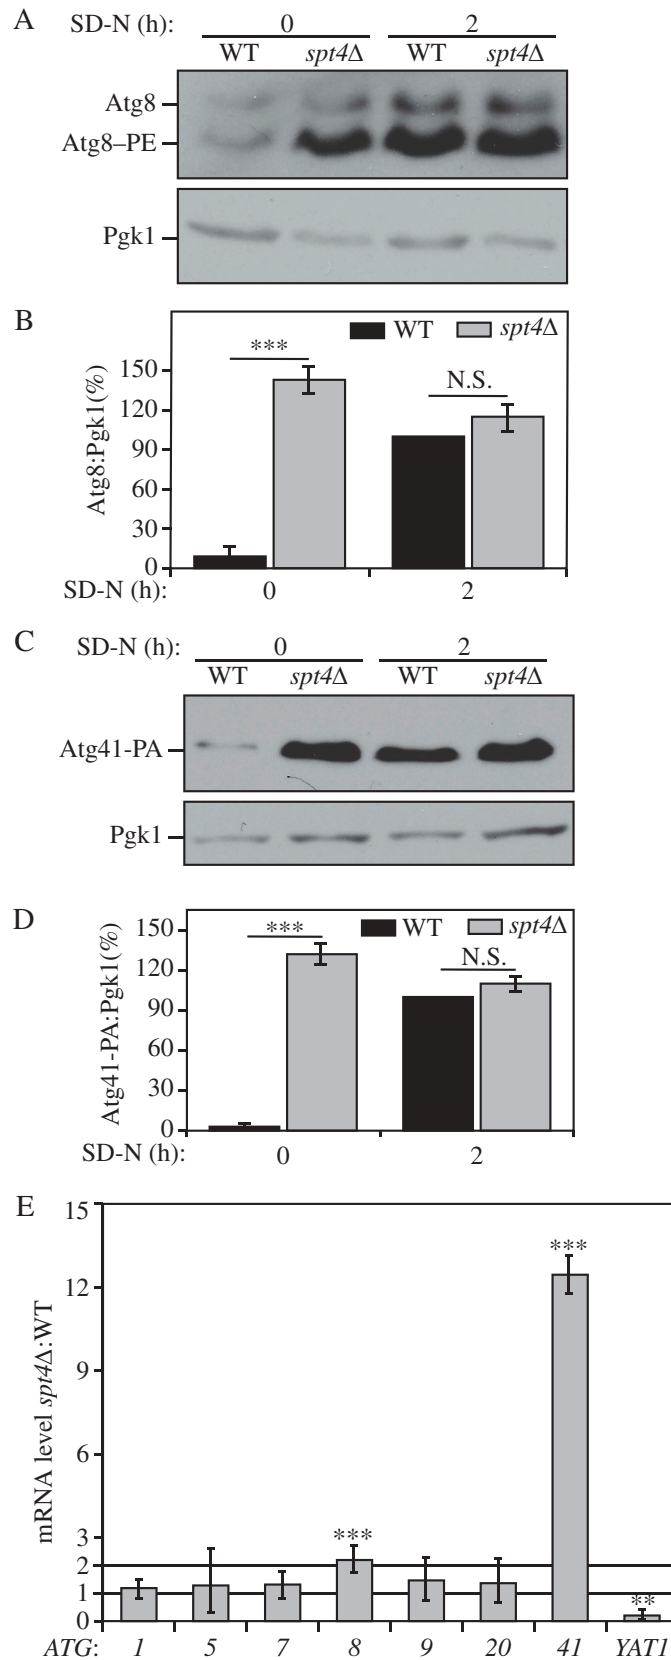 A
SD-N (h): 0 2
WT spt4Δ WT spt4Δ
Atg8
Atg8–PE
Pgk1
B
WT spt4Δ
***
N.S.
Atg8:Pgk1(%)
150
120
90
60
30
0
SD-N (h): 0 2
C
SD-N (h): 0 2
WT spt4Δ WT spt4Δ
Atg41-PA
Pgk1
D
WT spt4Δ
***
N.S.
Atg41-PA:Pgk1(%)
150
120
90
60
30
0
SD-N (h): 0 2
E
mRNA level spt4Δ:WT
15
12
9
6
3
2
1
0
***
***
**
ATG: 1 5 7 8 9 20 41 YAT1